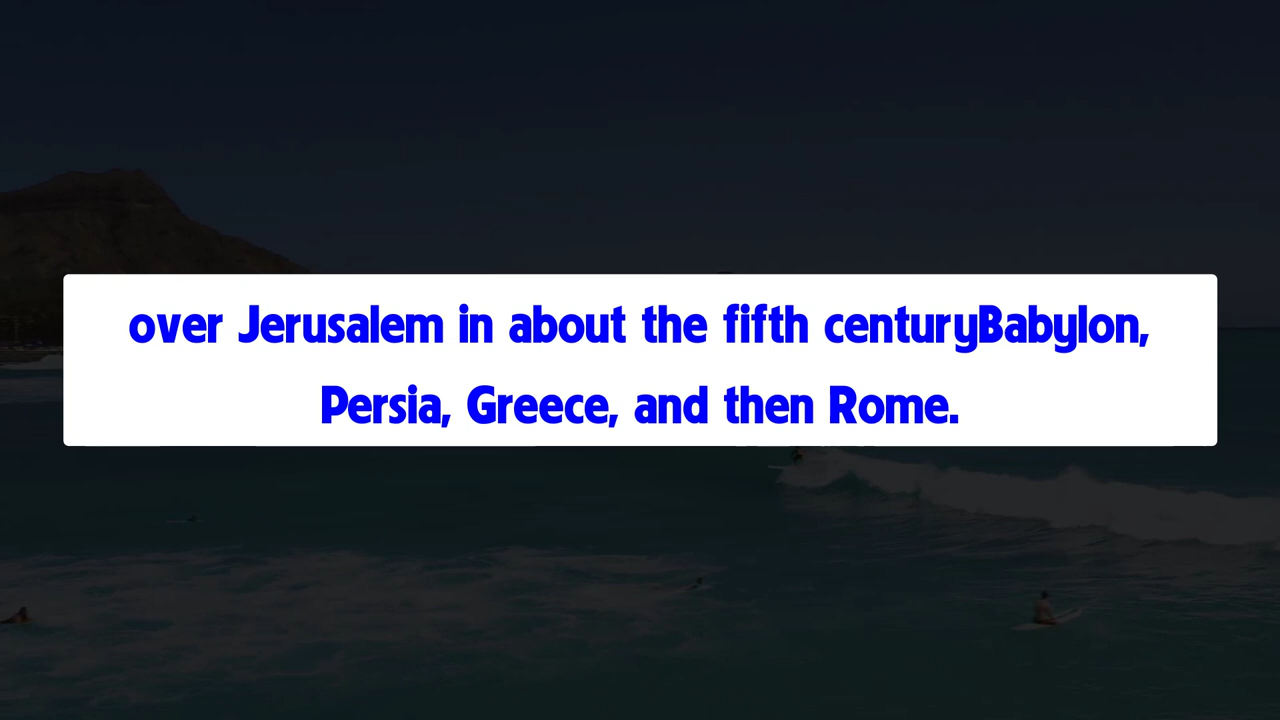 over Jerusalem in about the fifth centuryBabylon,
Persia, Greece, and then Rome.